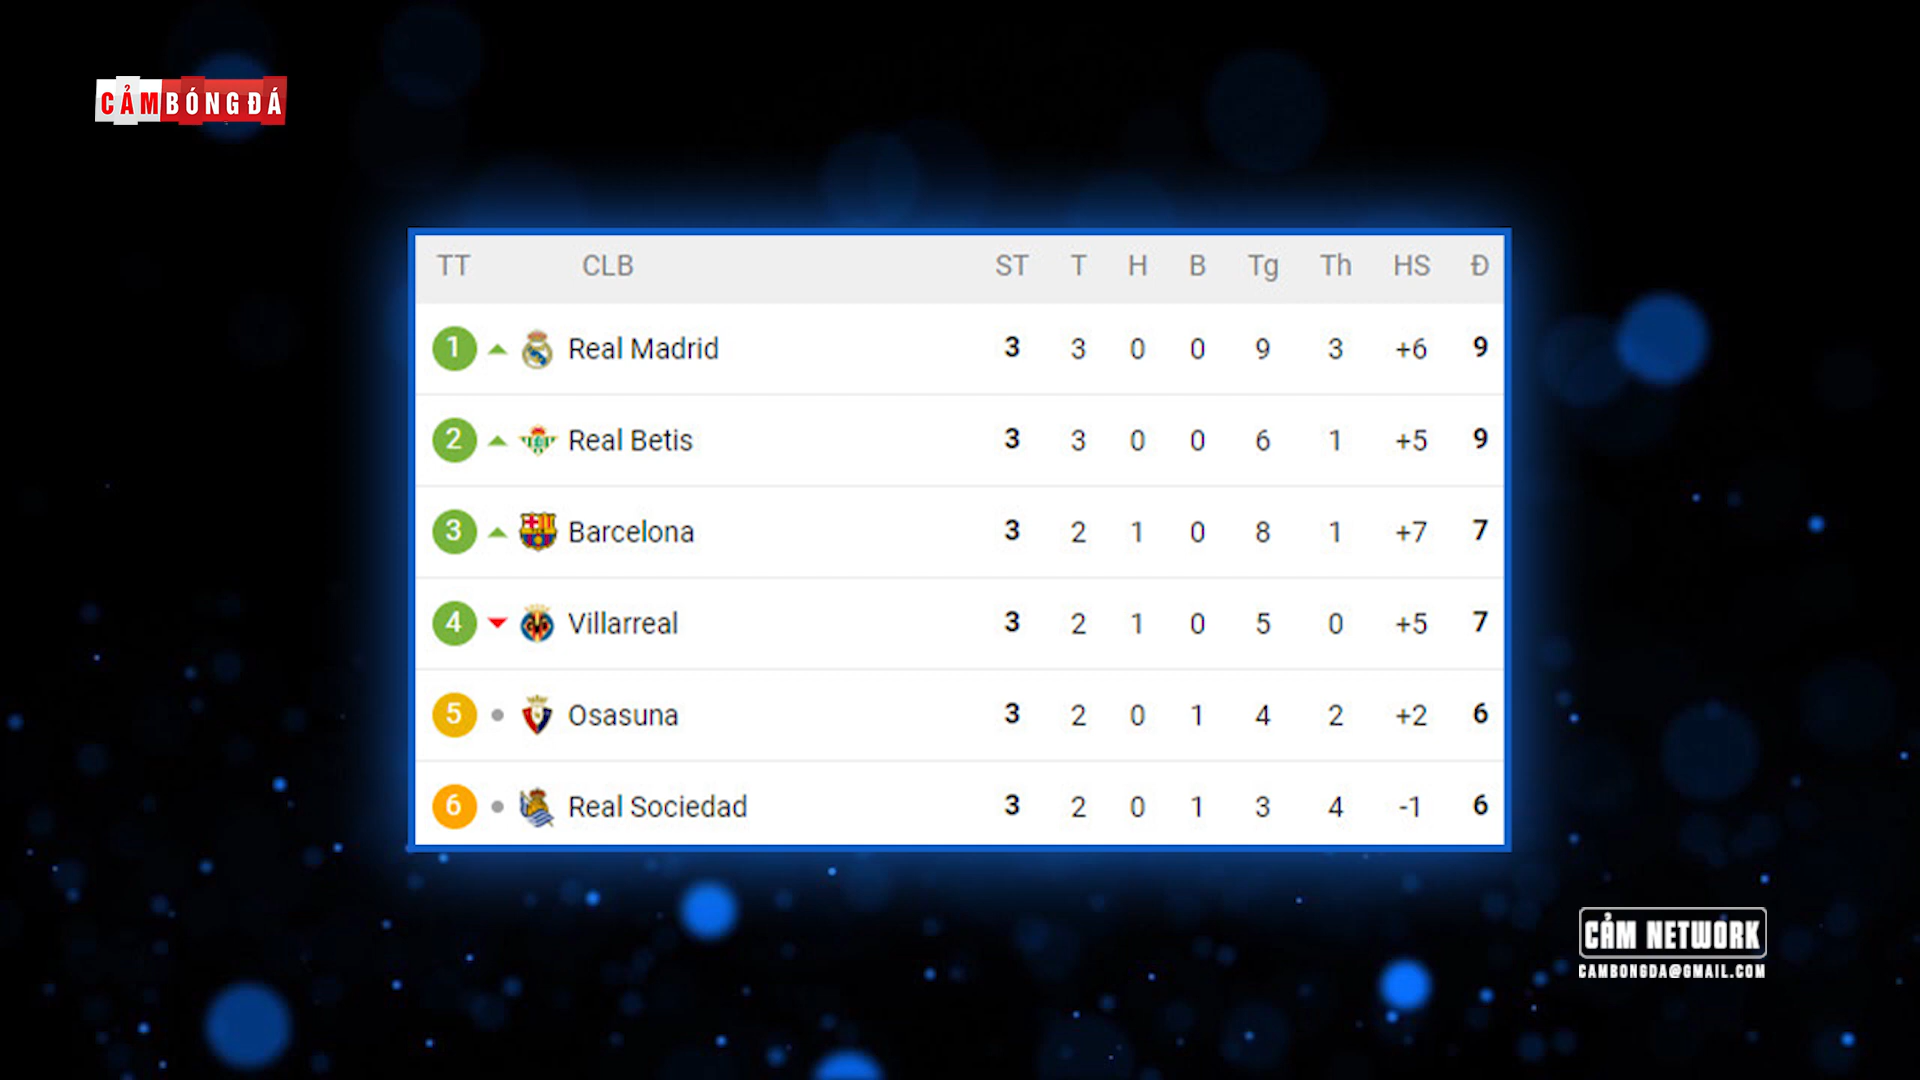 CẢMBÓNGĐÁ
TT CLB ST T H B Tg Th HS Đ
1 Real Madrid 3 3 0 0 9 3 +6 9
2 Real Betis 3 3 0 0 6 1 +5 9
3 Barcelona 3 2 1 0 8 1 +7 7
4 Villarreal 3 2 1 0 5 0 +5 7
5 Osasuna 3 2 0 1 4 2 +2 6
6 Real Sociedad 3 2 0 1 3 4 -1 6
CẢM NETWORK
CAMBONGDA@GMAIL.COM